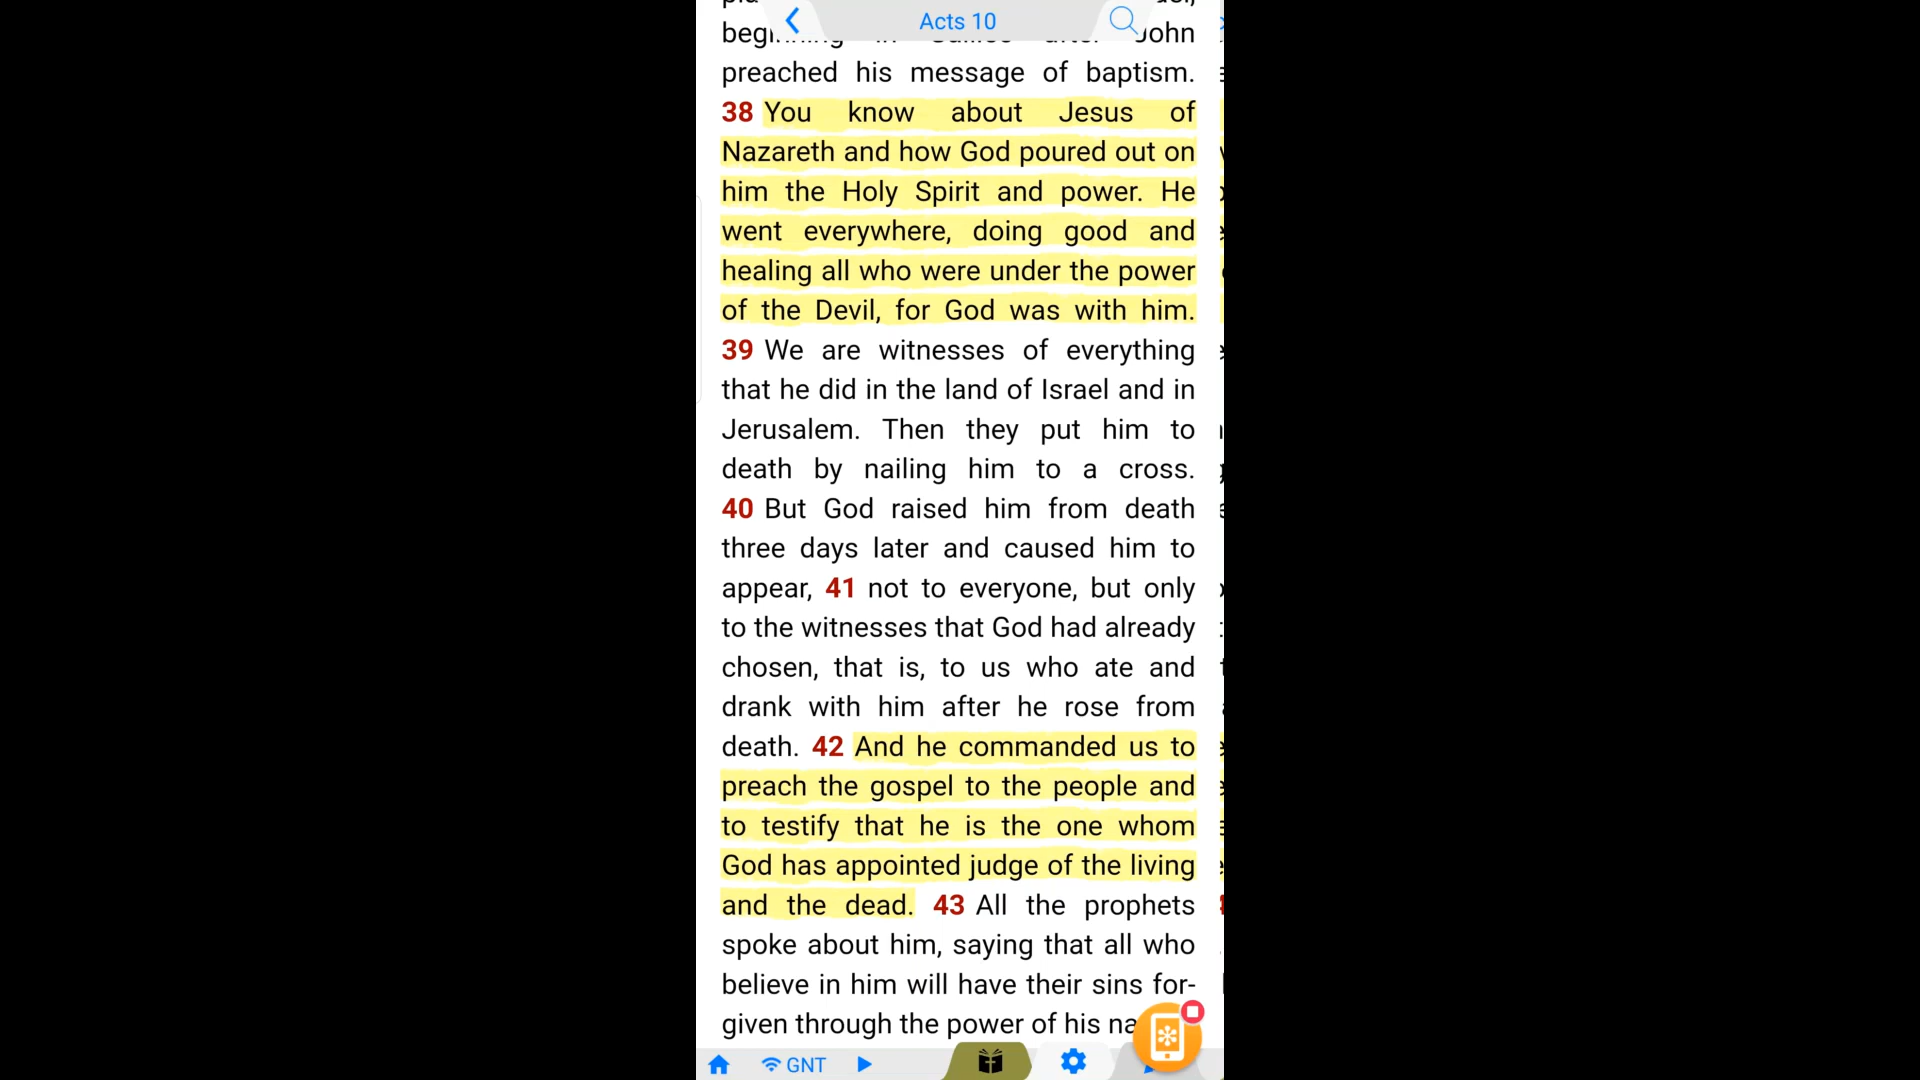 Acts 10
John
preached his message of baptism.
38 You know about Jesus of
Nazareth and how God poured out on
him the Holy Spirit and power. He
went everywhere, doing good and
healing all who were under the power
of the Devil, for God was with him.
39 We are witnesses of everything
that he did in the land of Israel and in
Jerusalem. Then they put him to
death by nailing him to a cross.
40 But God raised him from death
three days later and caused him to
appear, 41 not to everyone, but only
to the witnesses that God had already
chosen, that is, to us who ate and
drank with him after he rose from
death. 42 And he commanded us to
preach the gospel to the people and
to testify that he is the one whom
God has appointed judge of the living
and the dead. 43 All the prophets
spoke about him, saying that all who
believe in him will have their sins for-
given through the power of his
GNT